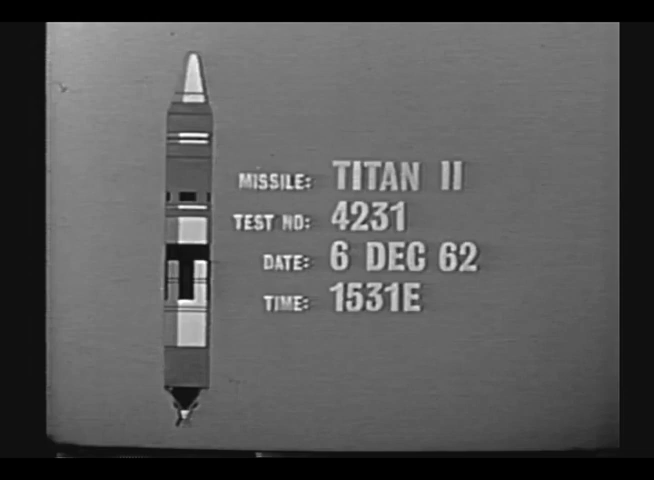 MISSILE: TITAN II
TEST NO: 4231
DATE: 6 DEC 62
TIME: 1531E